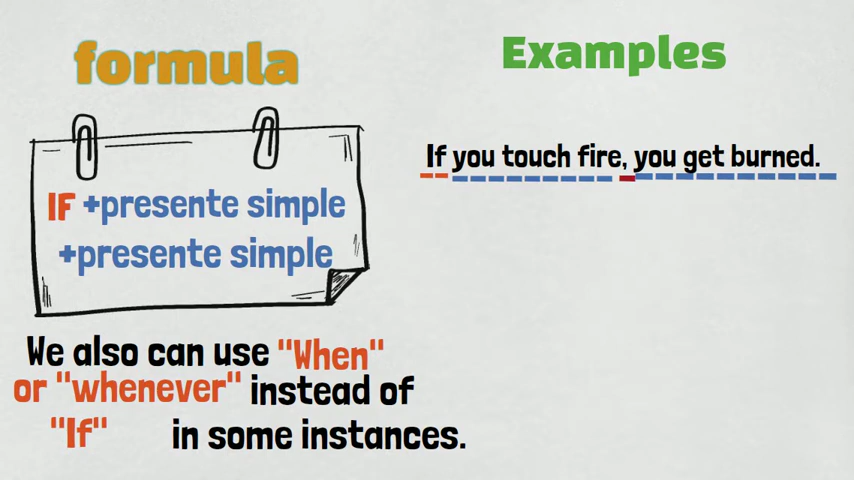 formula
IF +presente simple
+presente simple
We also can use "When"
or "whenever" instead of
"If" in some instances.
Examples
If you touch fire, you get burned.